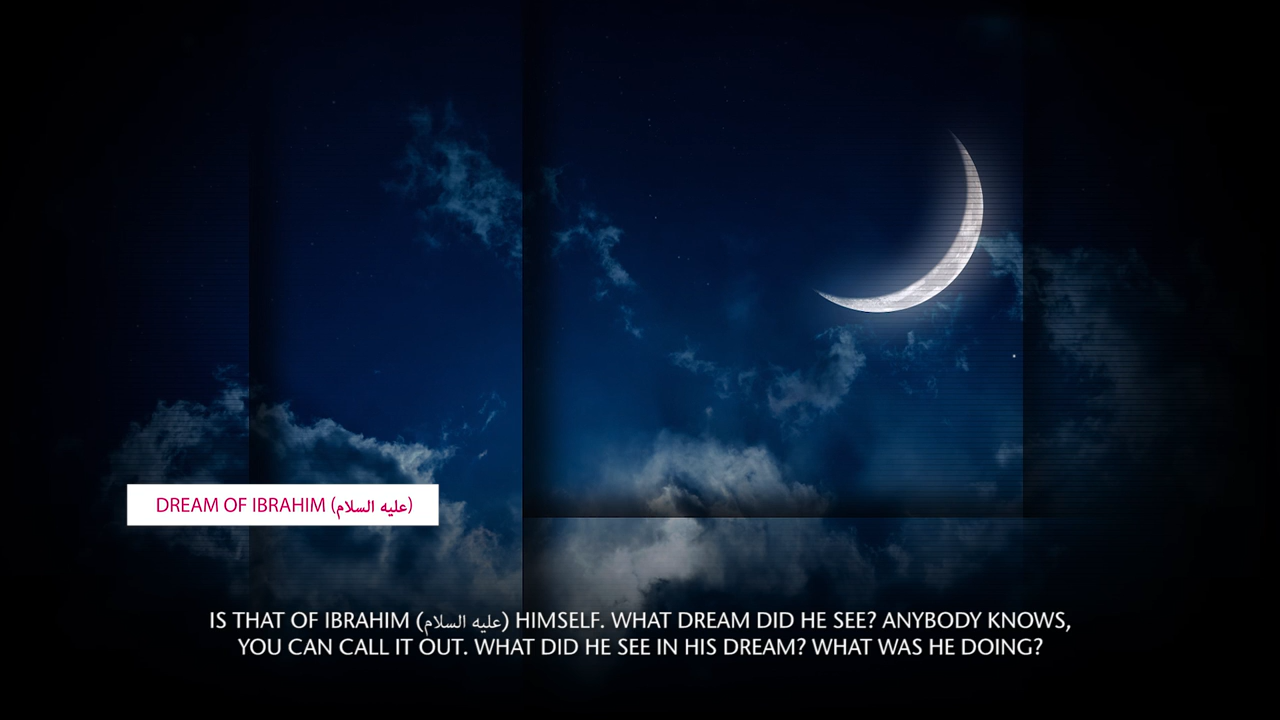 DREAM OF IBRAHIM (عليه السلام)
IS THAT OF IBRAHIM (عليه السلام) HIMSELF. WHAT DREAM DID HE SEE? ANYBODY KNOWS,
YOU CAN CALL IT OUT. WHAT DID HE SEE IN HIS DREAM? WHAT WAS HE DOING?